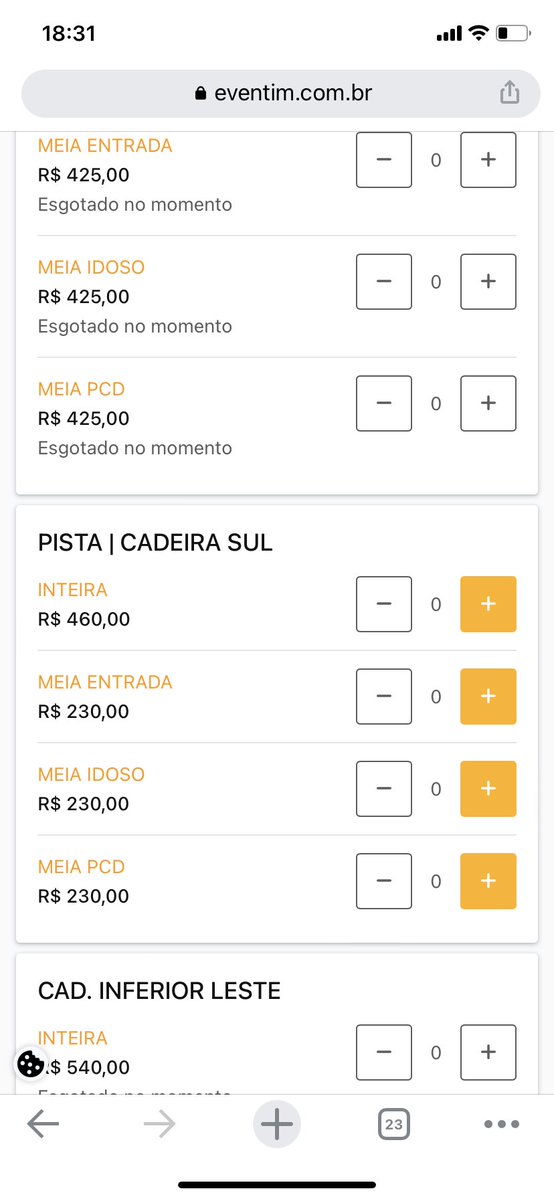 18:31
eventim.com.br
MEIA ENTRADA
R$ 425,00
Esgotado no momento
− 0 +
MEIA IDOSO
R$ 425,00
Esgotado no momento
− 0 +
MEIA PCD
R$ 425,00
Esgotado no momento
− 0 +
PISTA | CADEIRA SUL
INTEIRA
R$ 460,00
− 0 +
MEIA ENTRADA
R$ 230,00
− 0 +
MEIA IDOSO
R$ 230,00
− 0 +
MEIA PCD
R$ 230,00
− 0 +
CAD. INFERIOR LESTE
INTEIRA
$ 540,00
− 0 +
23